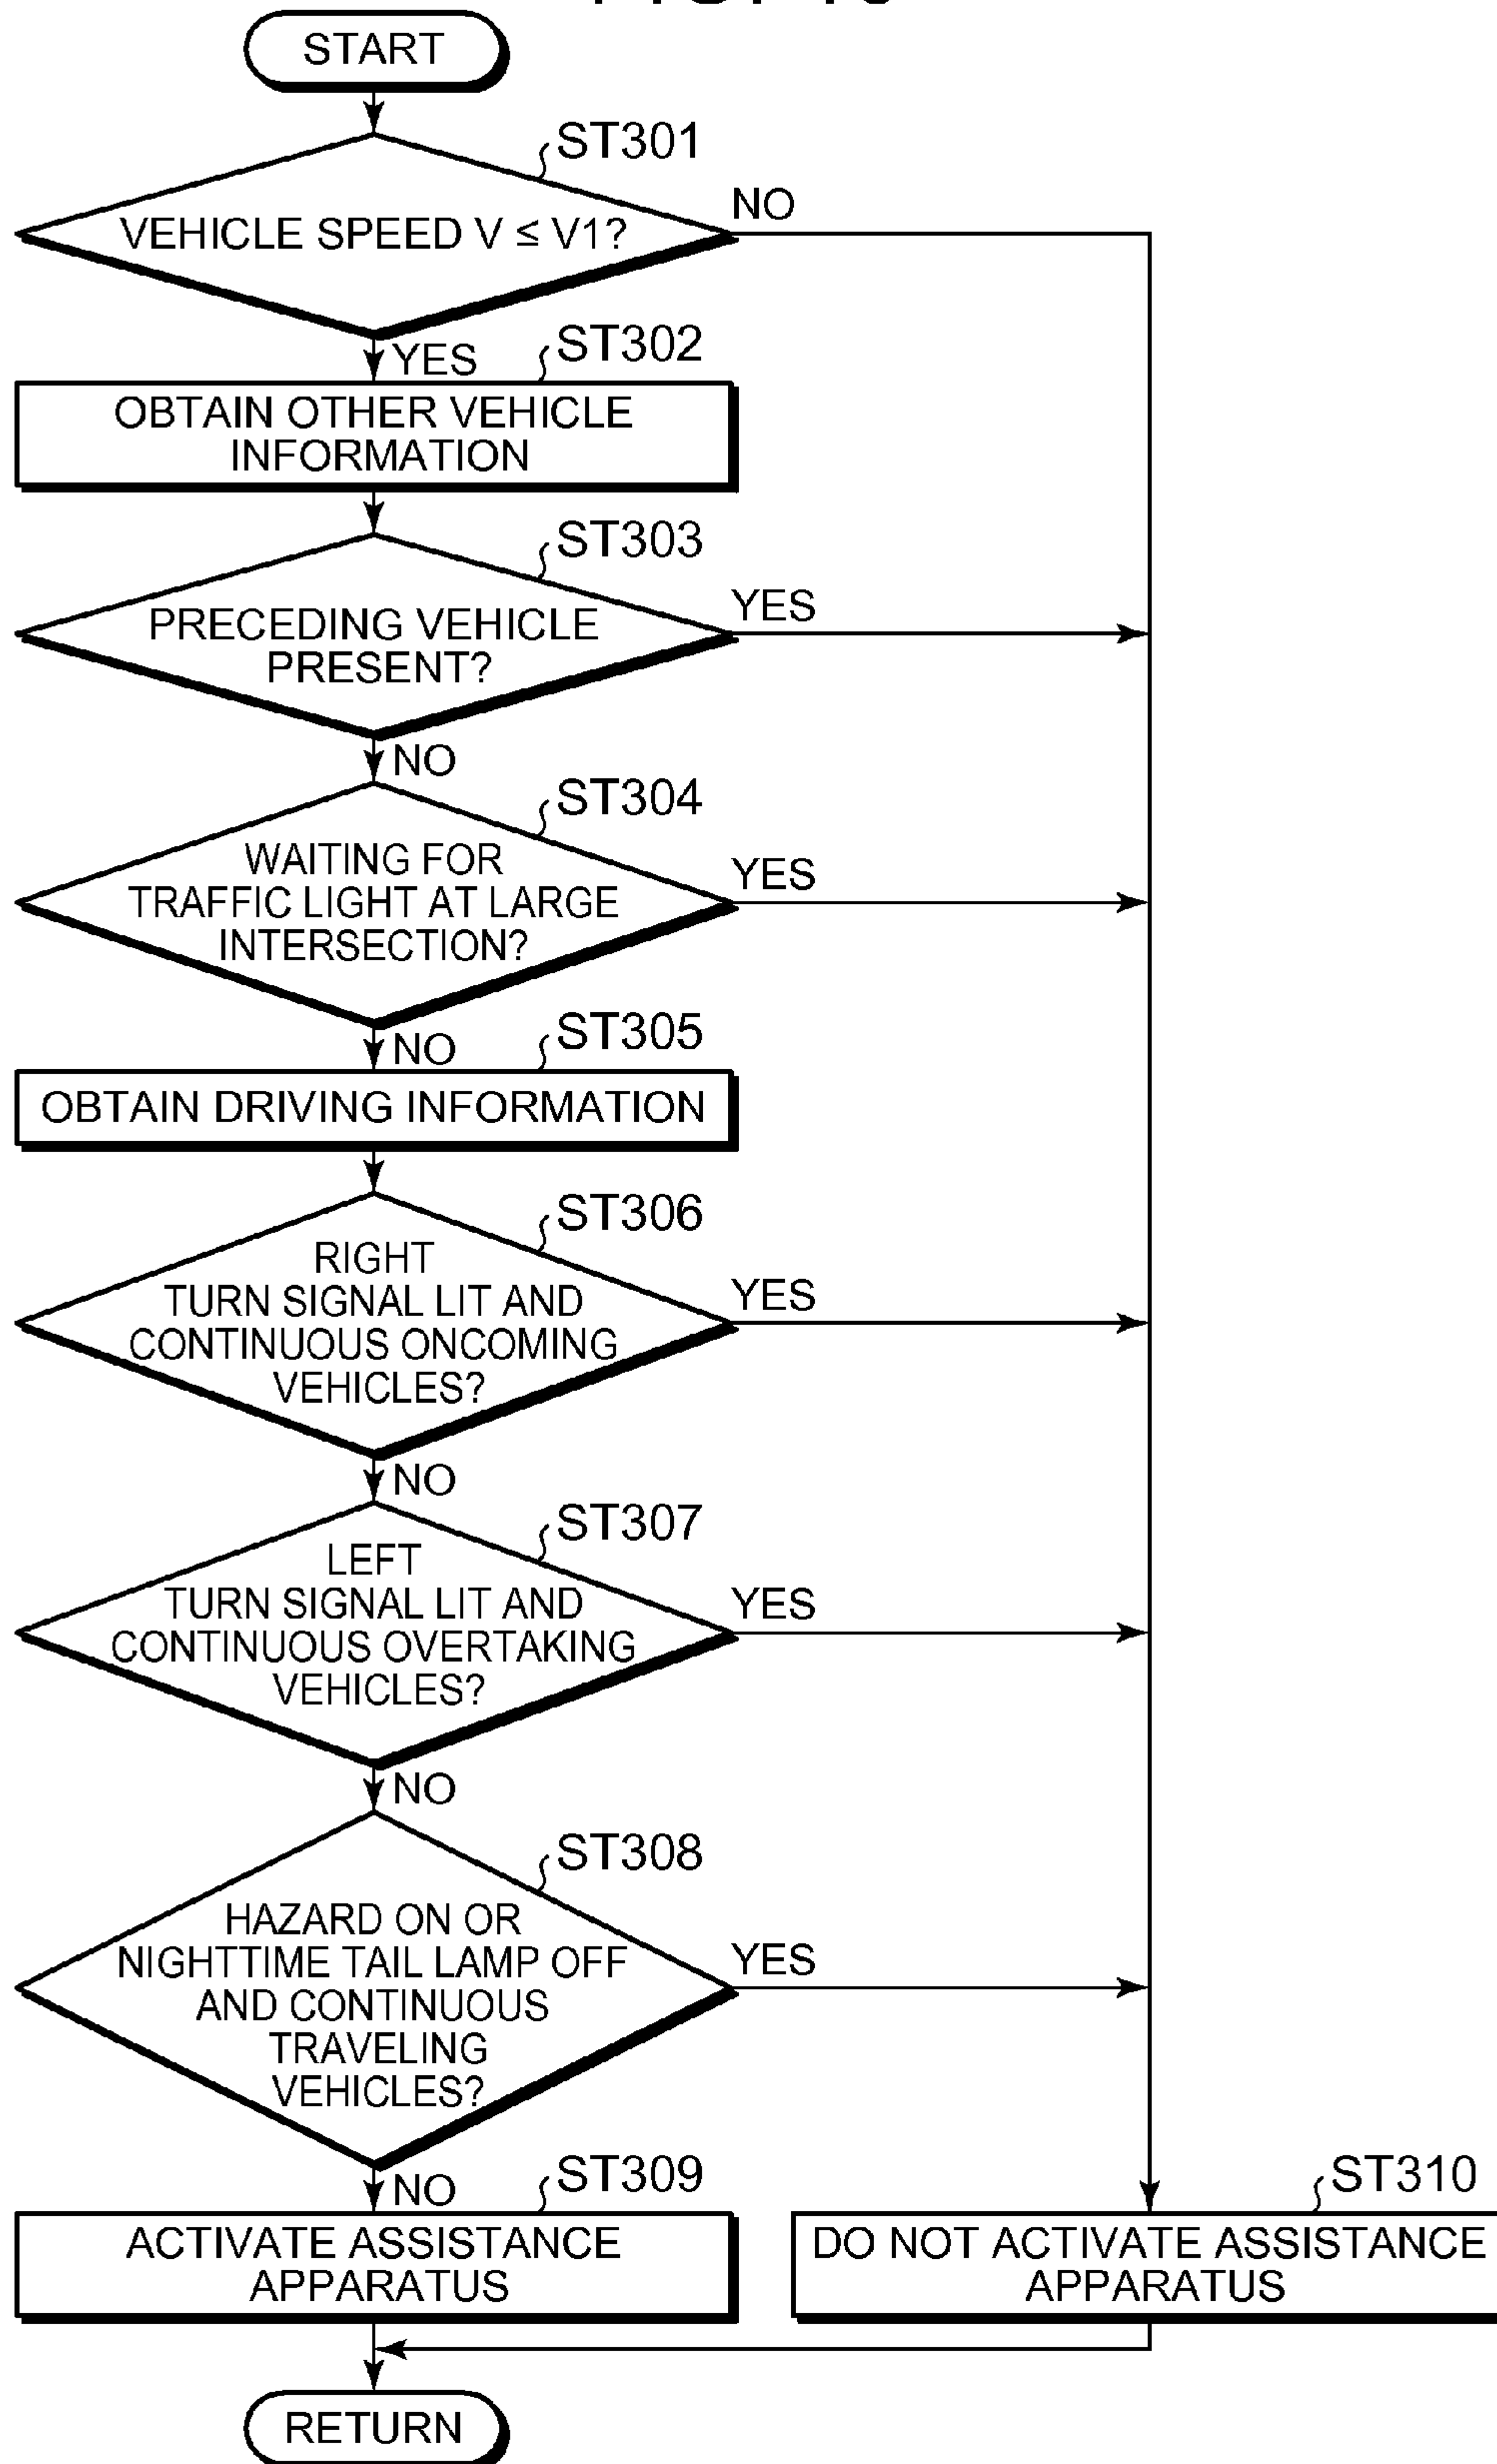 START
ST301
VEHICLE SPEED V ≤ V1?
NO
YES
ST302
OBTAIN OTHER VEHICLE
INFORMATION
ST303
PRECEDING VEHICLE
PRESENT?
YES
NO
ST304
WAITING FOR
TRAFFIC LIGHT AT LARGE
INTERSECTION?
YES
NO
ST305
OBTAIN DRIVING INFORMATION
ST306
RIGHT
TURN SIGNAL LIT AND
CONTINUOUS ONCOMING
VEHICLES?
YES
NO
ST307
LEFT
TURN SIGNAL LIT AND
CONTINUOUS OVERTAKING
VEHICLES?
YES
NO
ST308
HAZARD ON OR
NIGHTTIME TAIL LAMP OFF
AND CONTINUOUS
TRAVELING
VEHICLES?
YES
NO
ST309
ACTIVATE ASSISTANCE
APPARATUS
ST310
DO NOT ACTIVATE ASSISTANCE
APPARATUS
RETURN